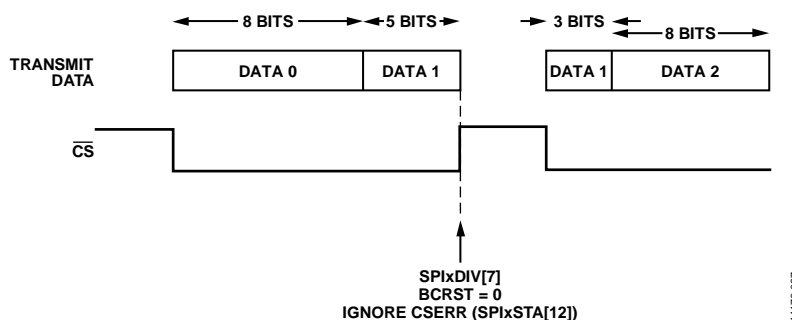 8 BITS 5 BITS 3 BITS
8 BITS
TRANSMIT
DATA
DATA 0 DATA 1 DATA 1 DATA 2
CS
SPIxDIV[7]
BCRST = 0
IGNORE CSERR (SPIxSTA[12])